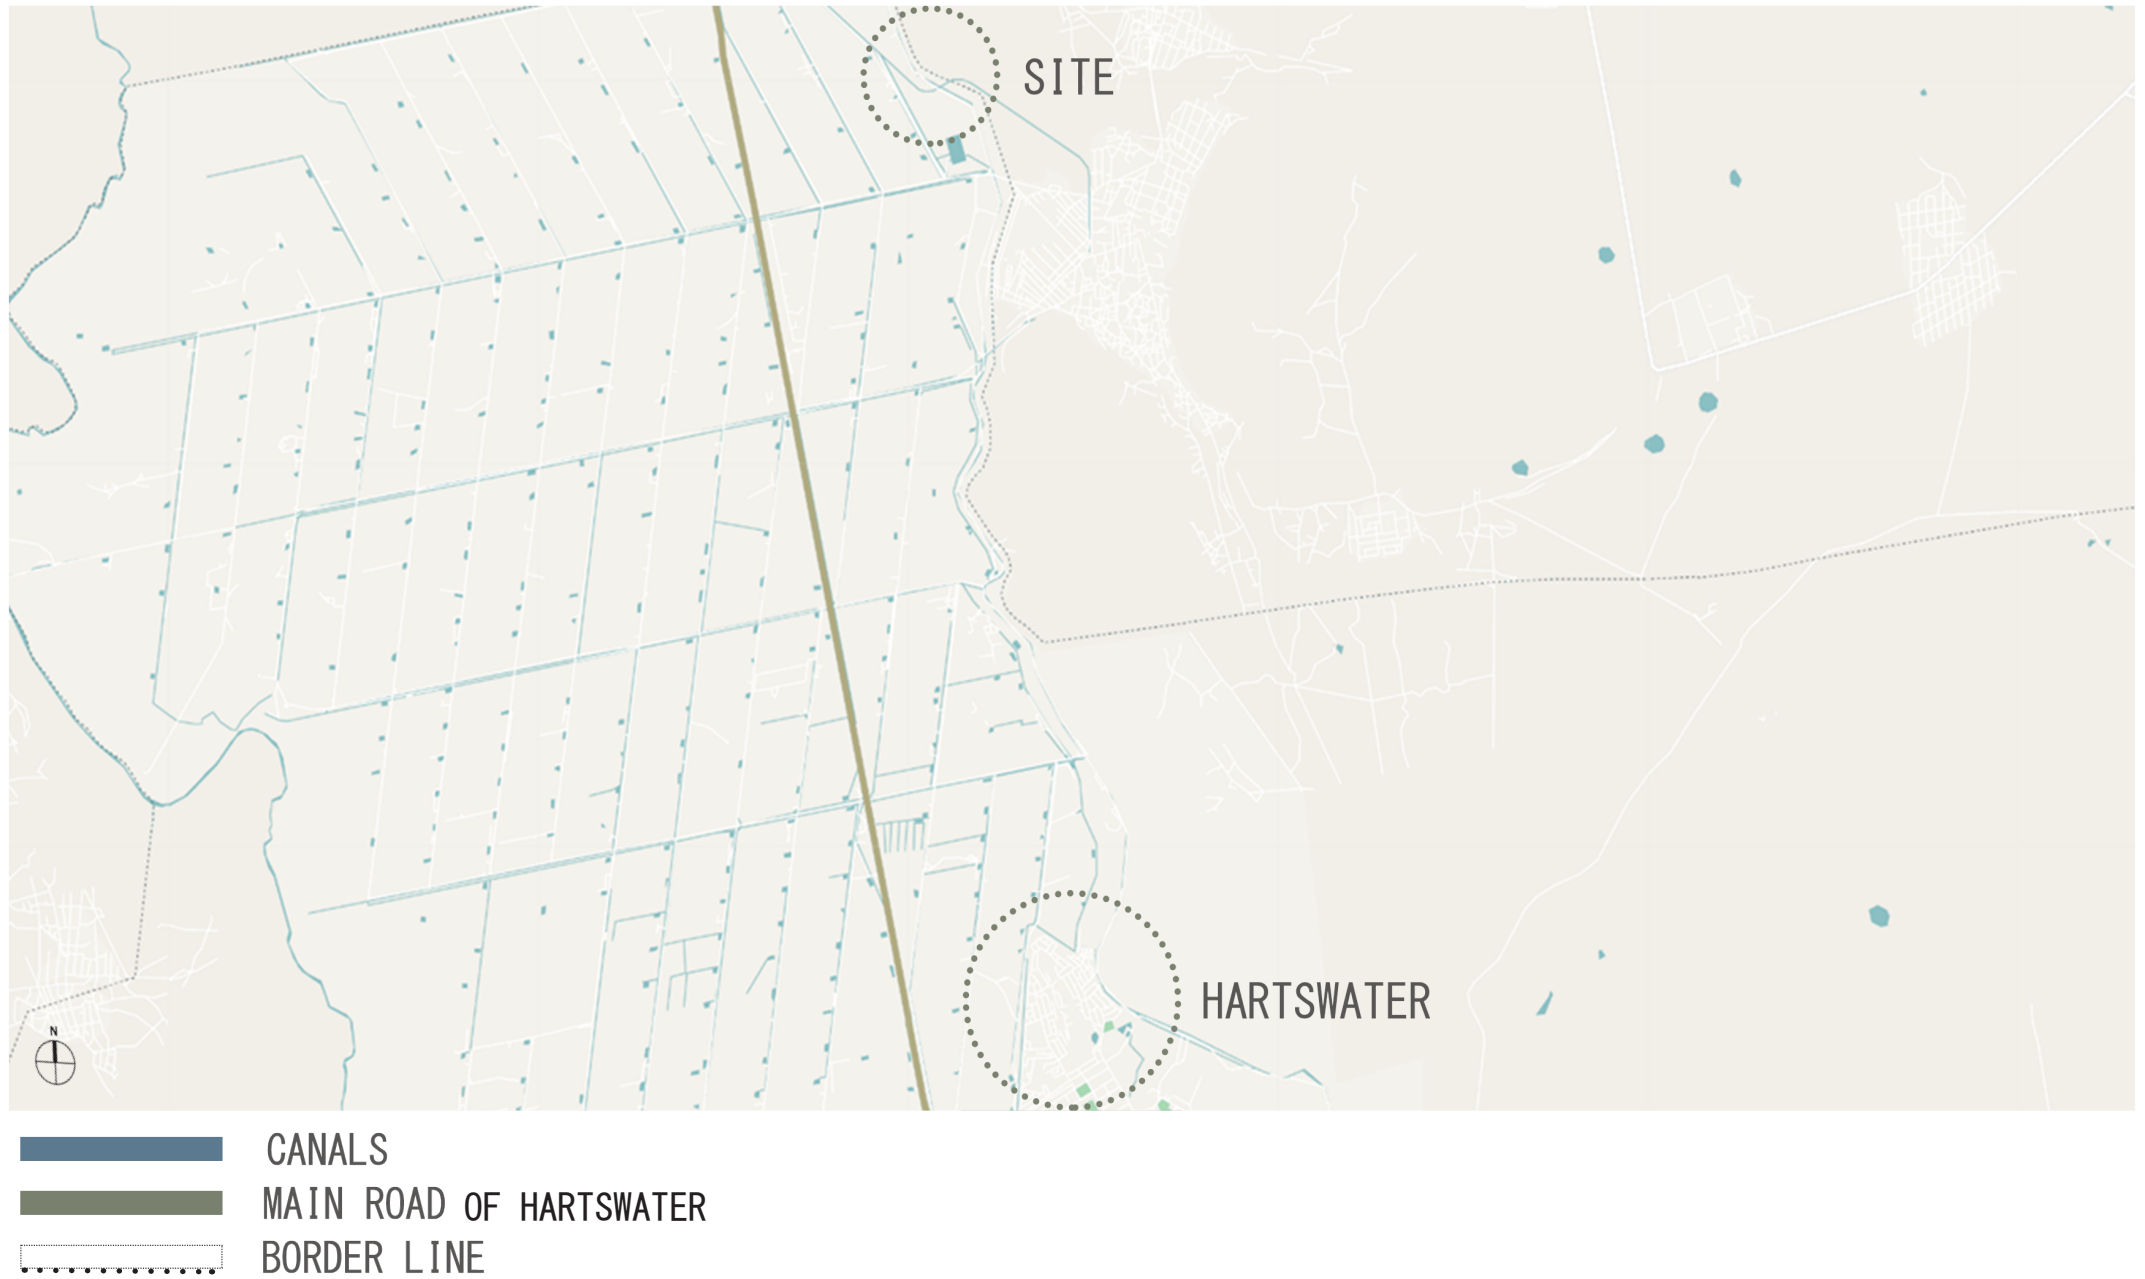 SITE
HARTSWATER
N
CANALS
MAIN ROAD OF HARTSWATER
BORDER LINE